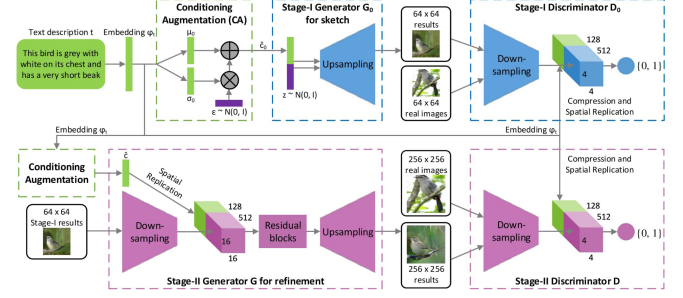 Text description t
Embedding φt
Conditioning
Augmentation (CA)
Stage-I Generator G0
for sketch
Stage-I Discriminator D0
This bird is grey with
white on its chest and
has a very short beak
μ0
σ0
ε ~ N(0, I)
ĉ0
z ~ N(0, I)
Upsampling
64 x 64
results
64 x 64
real images
Down-
sampling
128
512
4
4
{0, 1}
Compression and
Spatial Replication
Embedding φt
Embedding φt
Conditioning
Augmentation
ĉ
Spatial
Replication
64 x 64
Stage-I results
Down-
sampling
128
512
16
16
Residual
blocks
Upsampling
256 x 256
real images
256 x 256
results
Down-
sampling
Compression and
Spatial Replication
128
512
4
4
{0, 1}
Stage-II Generator G for refinement
Stage-II Discriminator D